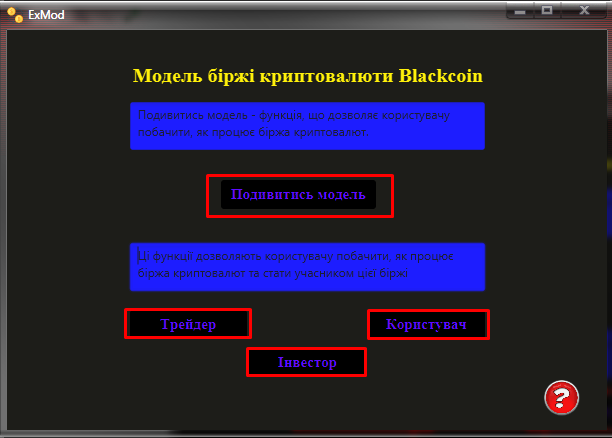 ExMod
Модель біржі криптовалюти Blackcoin
Подивитись модель - функція, що дозволяє користувачу
побачити, як процює біржа криптовалют.
Подивитись модель
Ці функції дозволяють користувачу побачити, як процює
біржа криптовалют та стати учасником цієї біржі
Трейдер
Користувач
Інвестор
?